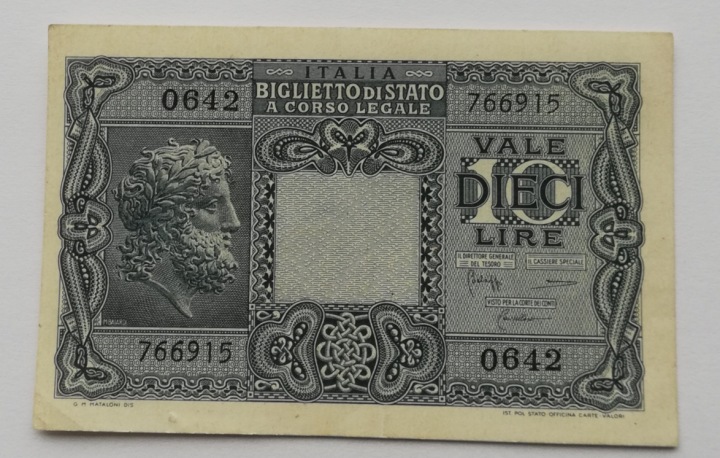 ITALIA
BIGLIETTO DI STATO
A CORSO LEGALE
0642
766915
VALE
10
DIECI
LIRE
IL DIRETTORE GENERALE
DEL TESORO
IL CASSIERE SPECIALE
VISTO PER LA CORTE DEI CONTI
766915
0642
G. M. MATALONI DIS.
IST. POL. STATO OFFICINA CARTE-VALORI